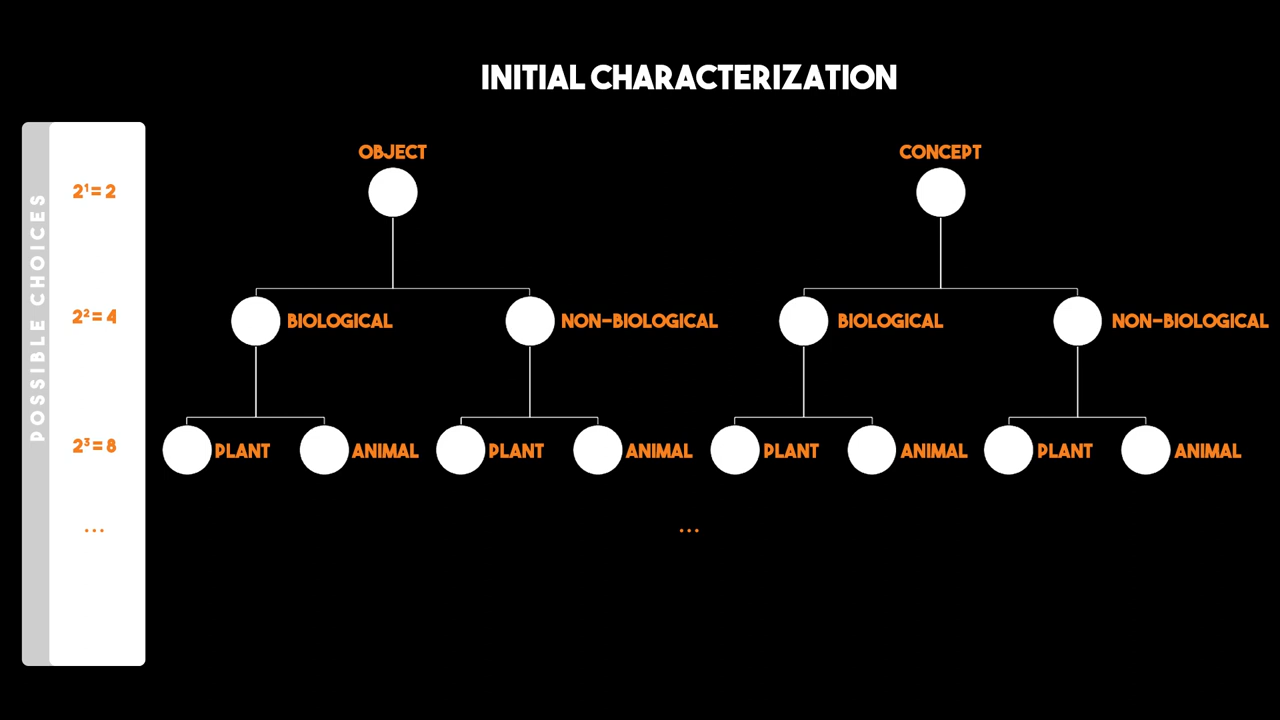 INITIAL CHARACTERIZATION
POSSIBLE CHOICES
OBJECT
CONCEPT
2¹= 2
BIOLOGICAL
NON-BIOLOGICAL
BIOLOGICAL
NON-BIOLOGICAL
2²= 4
PLANT
ANIMAL
PLANT
ANIMAL
PLANT
ANIMAL
PLANT
ANIMAL
2³= 8
...
...